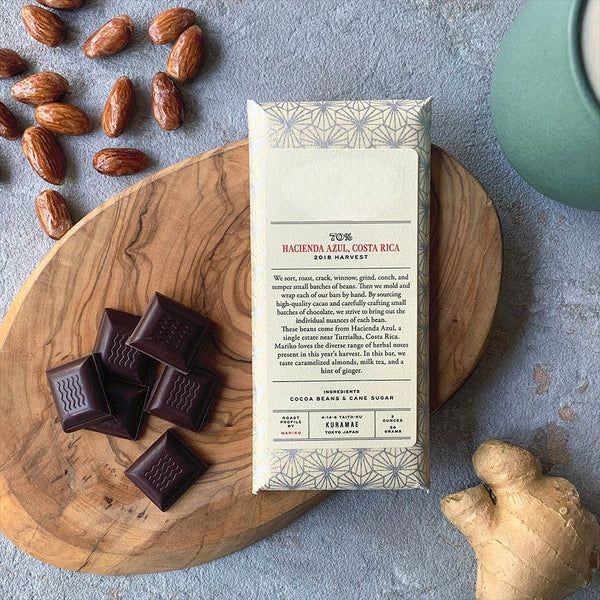 70%
HACIENDA AZUL, COSTA RICA
2018 HARVEST
We sort, roast, crack, winnow, grind, conch, and
temper small batches of beans. Then we mold and
wrap each of our bars by hand. By sourcing
high-quality cacao and carefully crafting small
batches of chocolate, we strive to bring out the
individual nuances of each bean.
These beans come from Hacienda Azul, a
single estate near Turrialba, Costa Rica.
Mariko loves the diverse range of herbal notes
present in this year's harvest. In this bar, we
taste caramelized almonds, milk tea, and a
hint of ginger.
INGREDIENTS
COCOA BEANS & CANE SUGAR
ROAST
PROFILE
BY
MARIKO
4-14-6 TAITO-KU
KURAMAE
TOKYO JAPAN
2
OUNCES
56
GRAMS